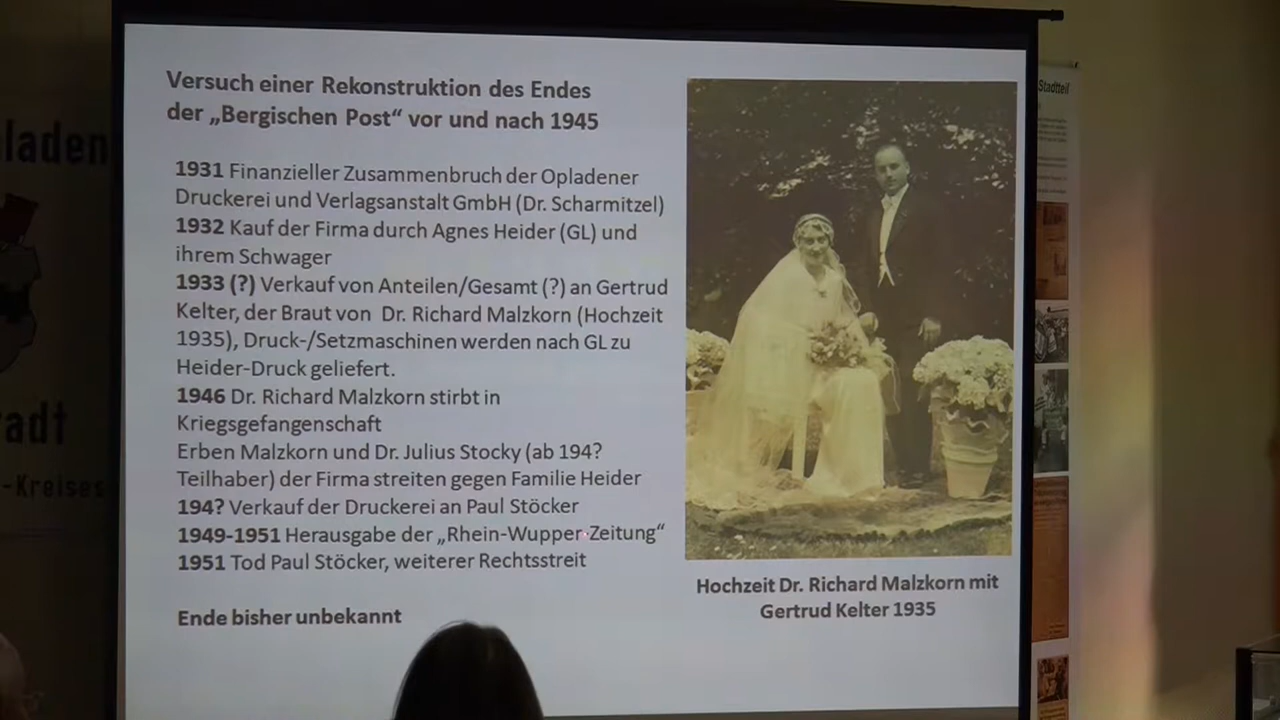 Versuch einer Rekonstruktion des Endes
der „Bergischen Post“ vor und nach 1945
1931 Finanzieller Zusammenbruch der Opladener
Druckerei und Verlagsanstalt GmbH (Dr. Scharmitzel)
1932 Kauf der Firma durch Agnes Heider (GL) und
ihrem Schwager
1933 (?) Verkauf von Anteilen/Gesamt (?) an Gertrud
Kelter, der Braut von Dr. Richard Malzkorn (Hochzeit
1935), Druck-/Setzmaschinen werden nach GL zu
Heider-Druck geliefert.
1946 Dr. Richard Malzkorn stirbt in
Kriegsgefangenschaft
Erben Malzkorn und Dr. Julius Stocky (ab 194?
Teilhaber) der Firma streiten gegen Familie Heider
194? Verkauf der Druckerei an Paul Stöcker
1949-1951 Herausgabe der „Rhein-Wupper-Zeitung“
1951 Tod Paul Stöcker, weiterer Rechtsstreit
Ende bisher unbekannt
Hochzeit Dr. Richard Malzkorn mit
Gertrud Kelter 1935
laden
adt
-Kreises
Stadtteil